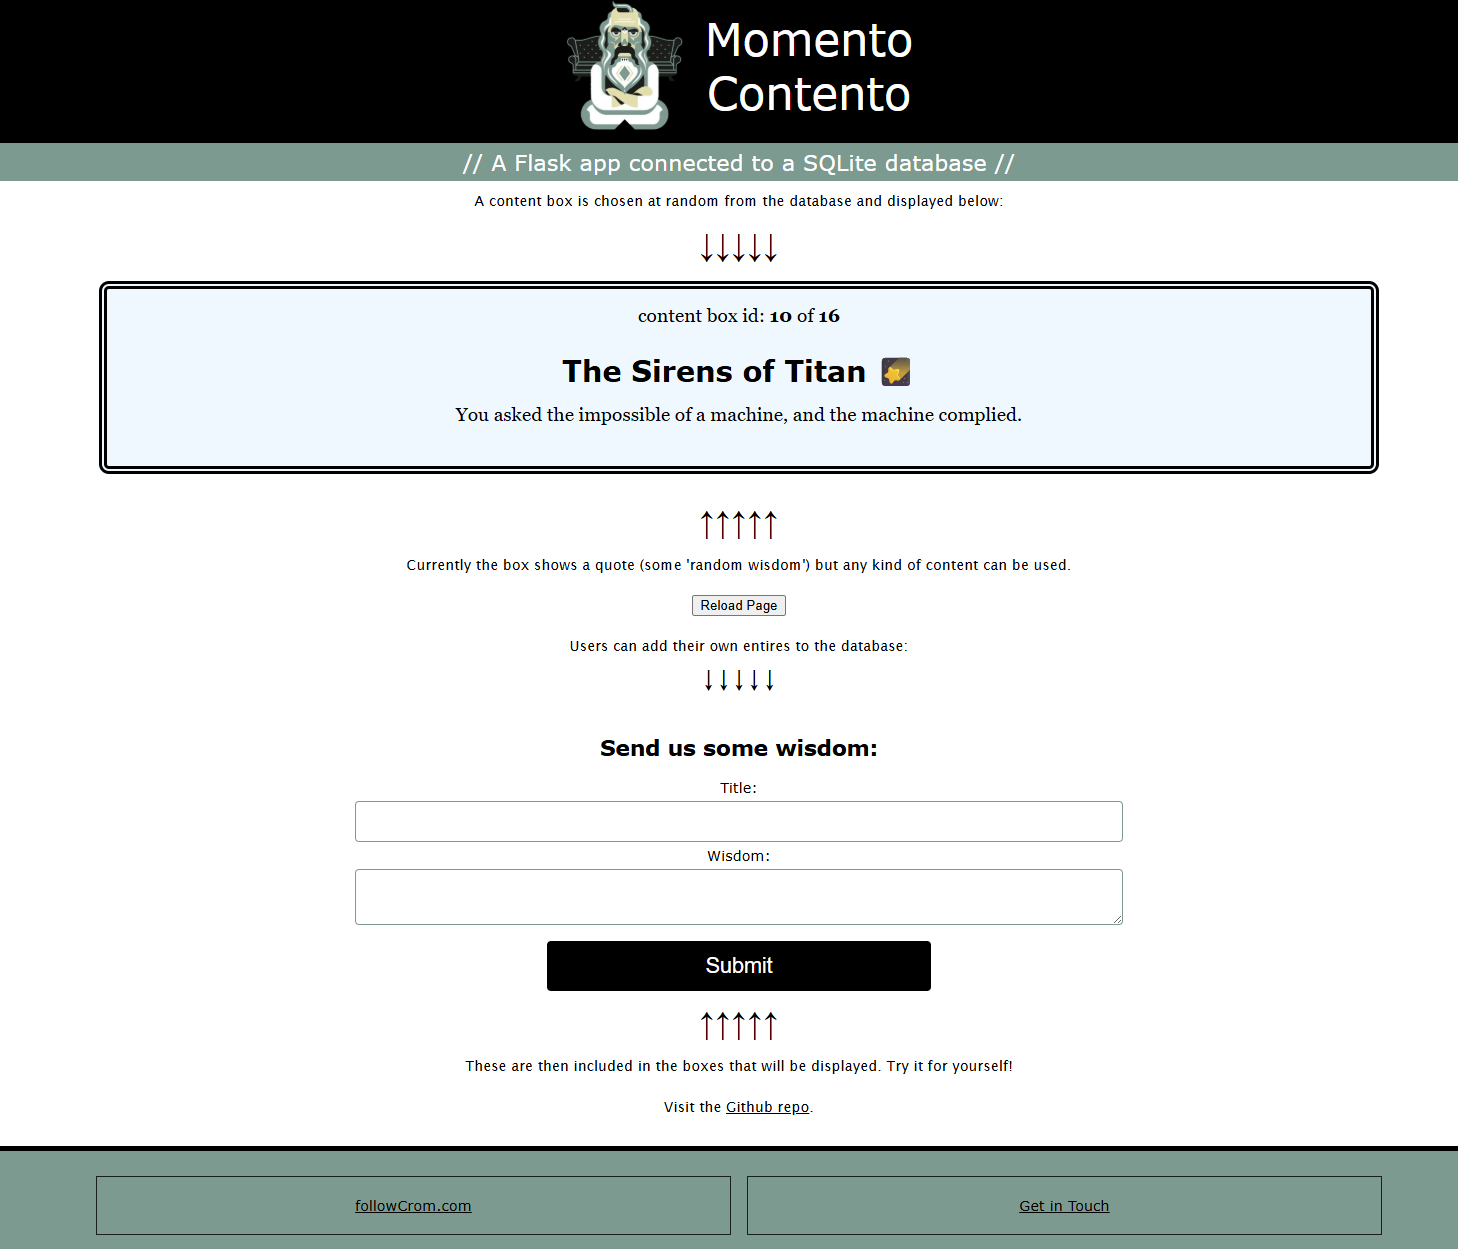 Momento
Contento
// A Flask app connected to a SQLite database //
A content box is chosen at random from the database and displayed below:
↓↓↓↓↓
content box id: 10 of 16
The Sirens of Titan 🌠
You asked the impossible of a machine, and the machine complied.
↑↑↑↑↑
Currently the box shows a quote (some 'random wisdom') but any kind of content can be used.
Reload Page
Users can add their own entires to the database:
↓↓↓↓↓
Send us some wisdom:
Title:
Wisdom:
Submit
↑↑↑↑↑
These are then included in the boxes that will be displayed. Try it for yourself!
Visit the Github repo.
followCrom.com
Get in Touch